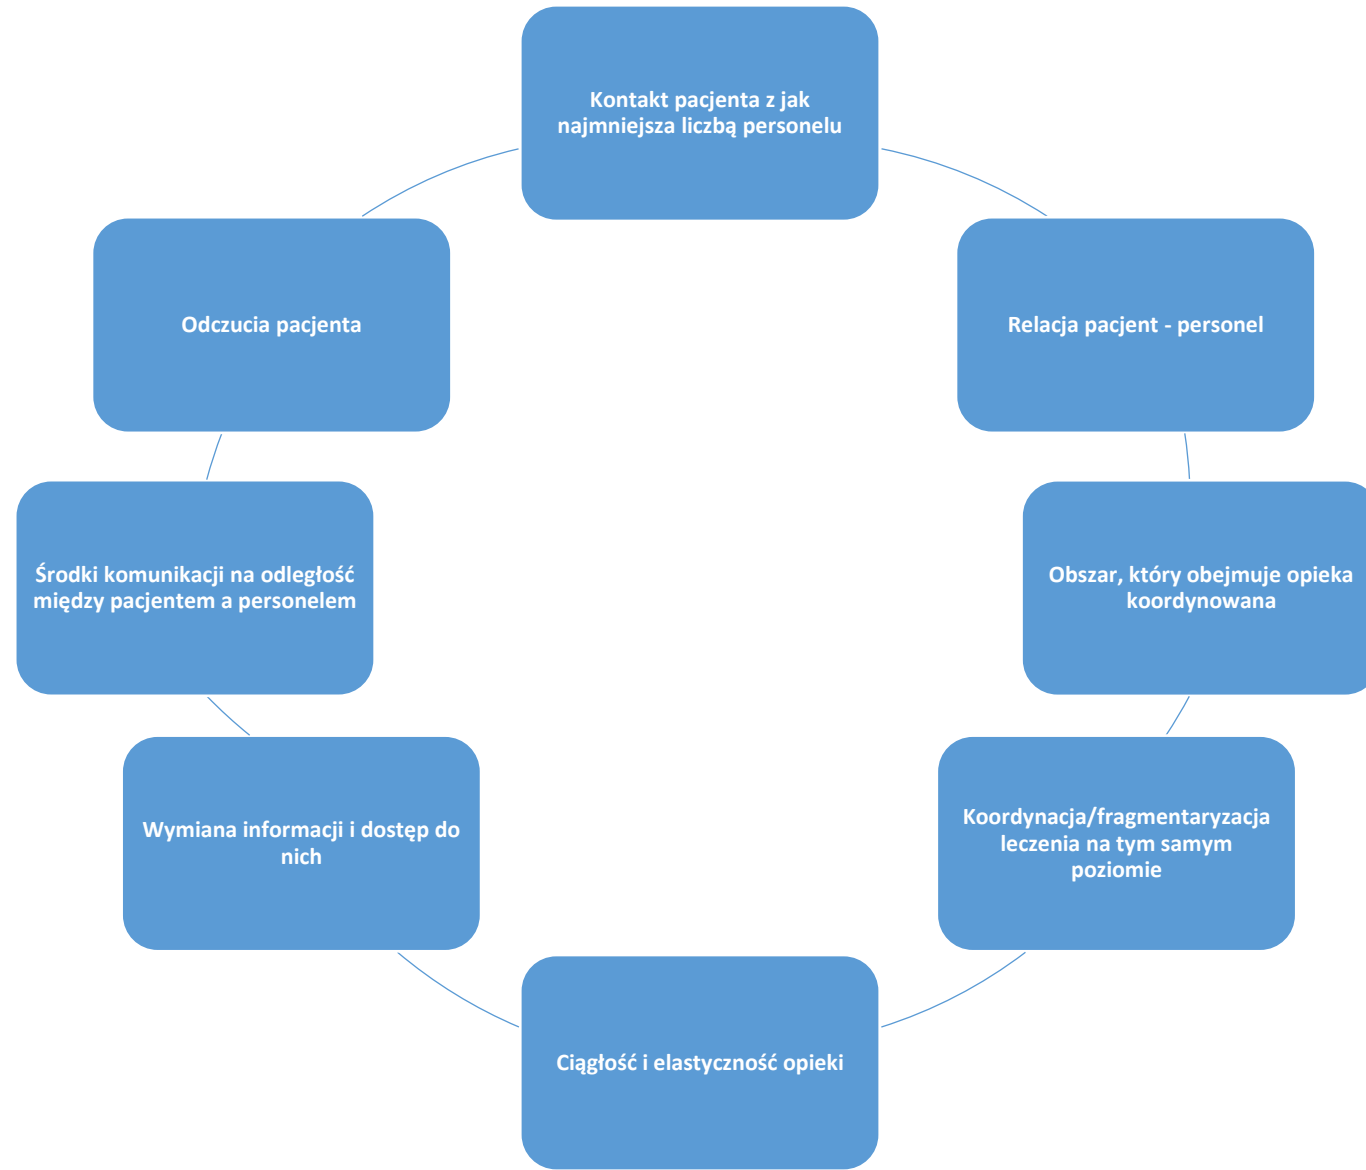 Kontakt pacjenta z jak
najmniejsza liczbą personelu
Relacja pacjent - personel
Obszar, który obejmuje opieka
koordynowana
Koordynacja/fragmentaryzacja
leczenia na tym samym
poziomie
Ciągłość i elastyczność opieki
Wymiana informacji i dostęp do
nich
Środki komunikacji na odległość
między pacjentem a personelem
Odczucia pacjenta